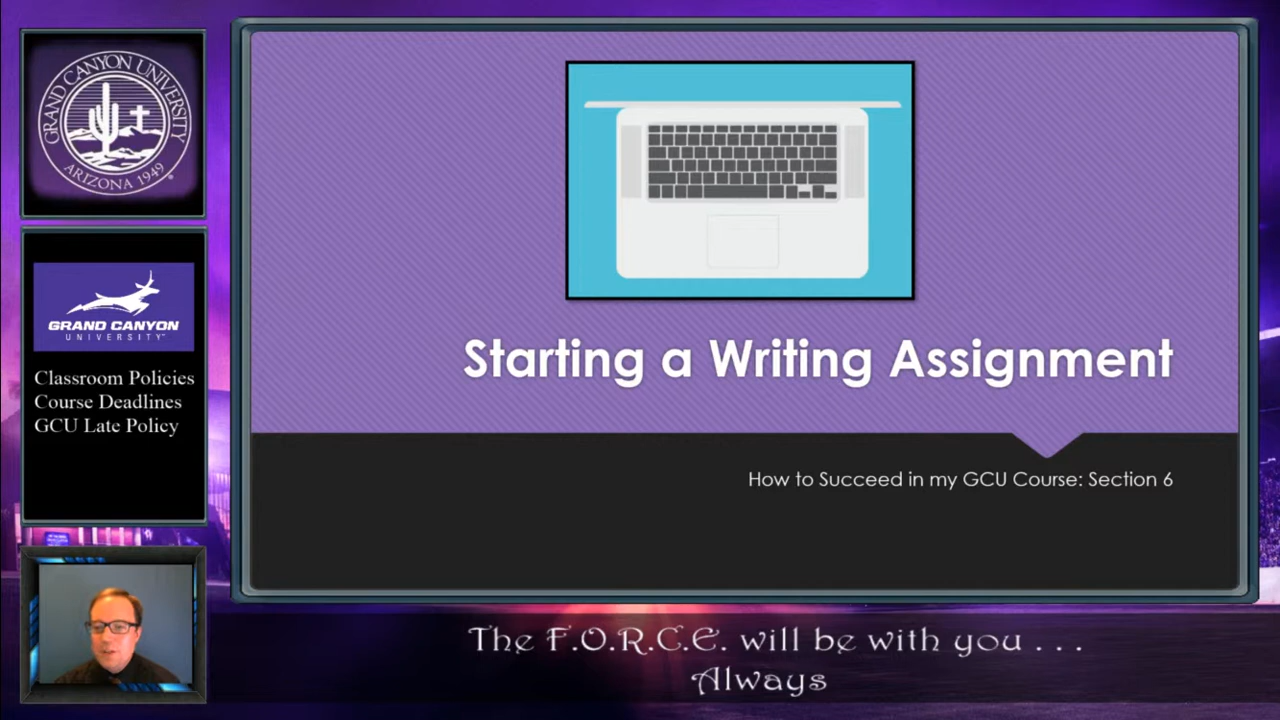 GRAND CANYON UNIVERSITY
ARIZONA 1949
GRAND CANYON
UNIVERSITY
Classroom Policies
Course Deadlines
GCU Late Policy
Starting a Writing Assignment
How to Succeed in my GCU Course: Section 6
The F.O.R.C.E. will be with you . . .
Always